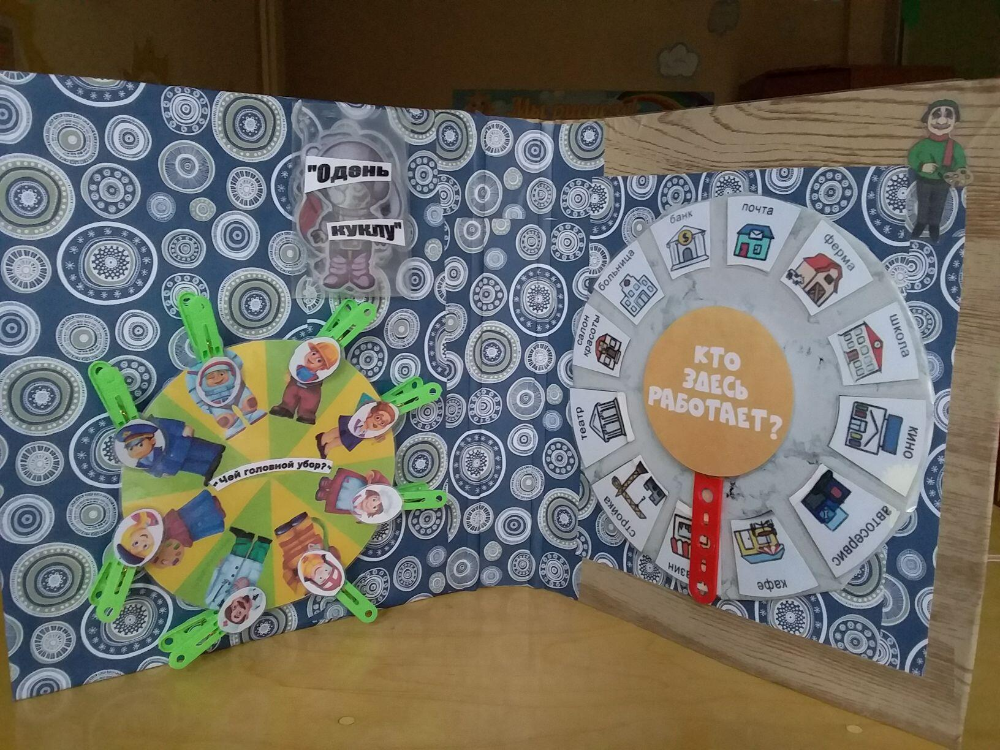 "Одень
куклу"
"Чей головной убор?"
КТО
ЗДЕСЬ
РАБОТАЕТ?
почта
ферма
школа
кино
автосервис
кафе
стройка
театр
салон
красоты
больница
банк